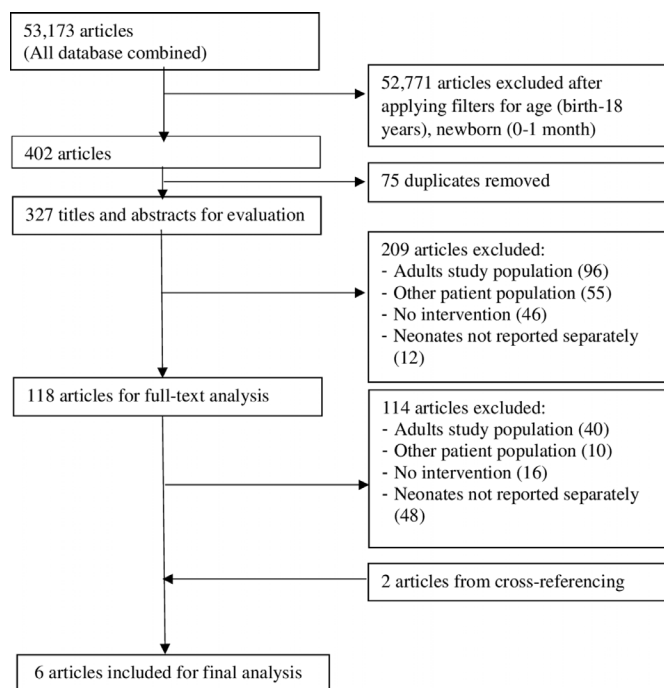 53,173 articles
(All database combined)
52,771 articles excluded after
applying filters for age (birth-18
years), newborn (0-1 month)
402 articles
75 duplicates removed
327 titles and abstracts for evaluation
209 articles excluded:
- Adults study population (96)
- Other patient population (55)
- No intervention (46)
- Neonates not reported separately
(12)
118 articles for full-text analysis
114 articles excluded:
- Adults study population (40)
- Other patient population (10)
- No intervention (16)
- Neonates not reported separately
(48)
2 articles from cross-referencing
6 articles included for final analysis